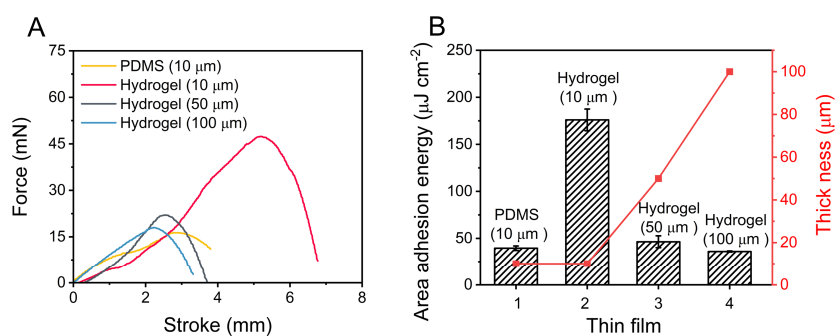 A
75
60
45
30
15
0
Force (mN)
PDMS (10 μm)
Hydrogel (10 μm)
Hydrogel (50 μm)
Hydrogel (100 μm)
0 2 4 6 8
Stroke (mm)
B
250
200
150
100
50
0
Area adhesion energy (μJ cm⁻²)
PDMS
(10 μm )
Hydrogel
(10 μm )
Hydrogel
(50 μm )
Hydrogel
(100 μm )
1 2 3 4
Thin film
100
80
60
40
20
10
0
Thick ness (μm)